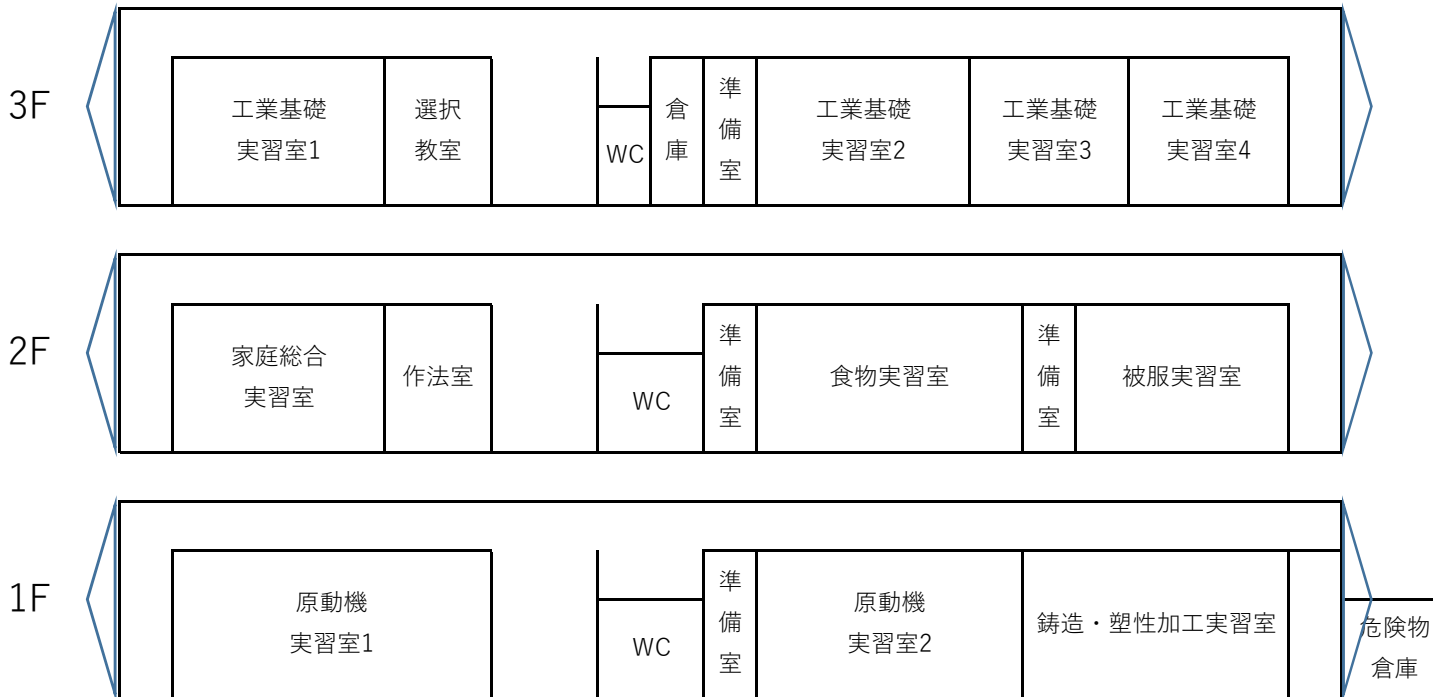 3F
工業基礎
実習室1
選択
教室
WC
倉
庫
準
備
室
工業基礎
実習室2
工業基礎
実習室3
工業基礎
実習室4
2F
家庭総合
実習室
作法室
WC
準
備
室
食物実習室
準
備
室
被服実習室
1F
原動機
実習室1
WC
準
備
室
原動機
実習室2
鋳造・塑性加工実習室
危険物
倉庫